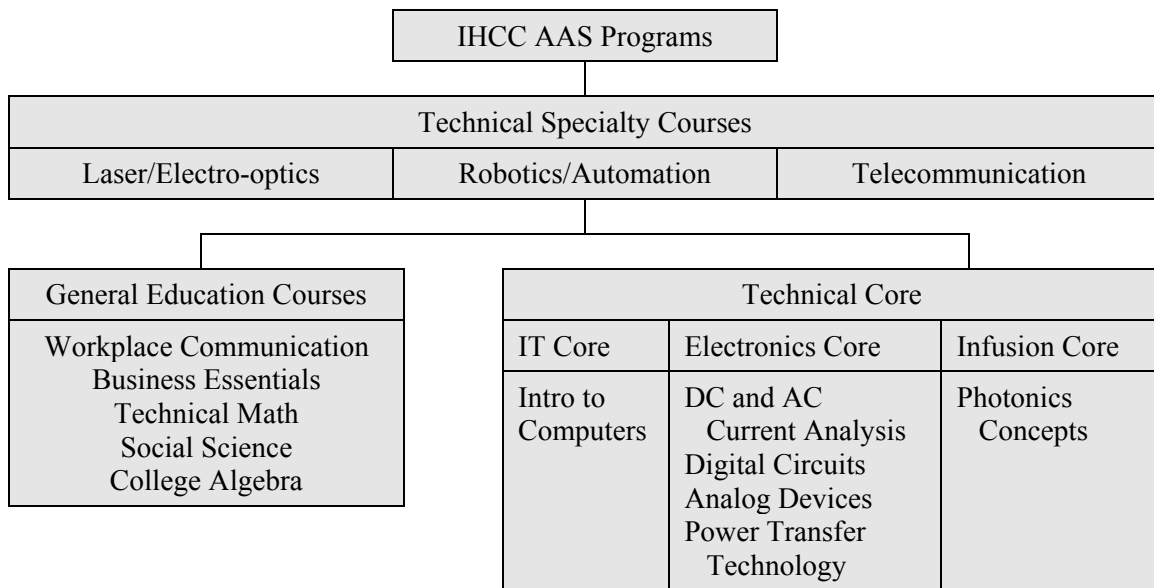 IHCC AAS Programs
Technical Specialty Courses
Laser/Electro-optics
Robotics/Automation
Telecommunication
General Education Courses
Workplace Communication
Business Essentials
Technical Math
Social Science
College Algebra
Technical Core
IT Core
Intro to
Computers
Electronics Core
DC and AC
Current Analysis
Digital Circuits
Analog Devices
Power Transfer
Technology
Infusion Core
Photonics
Concepts